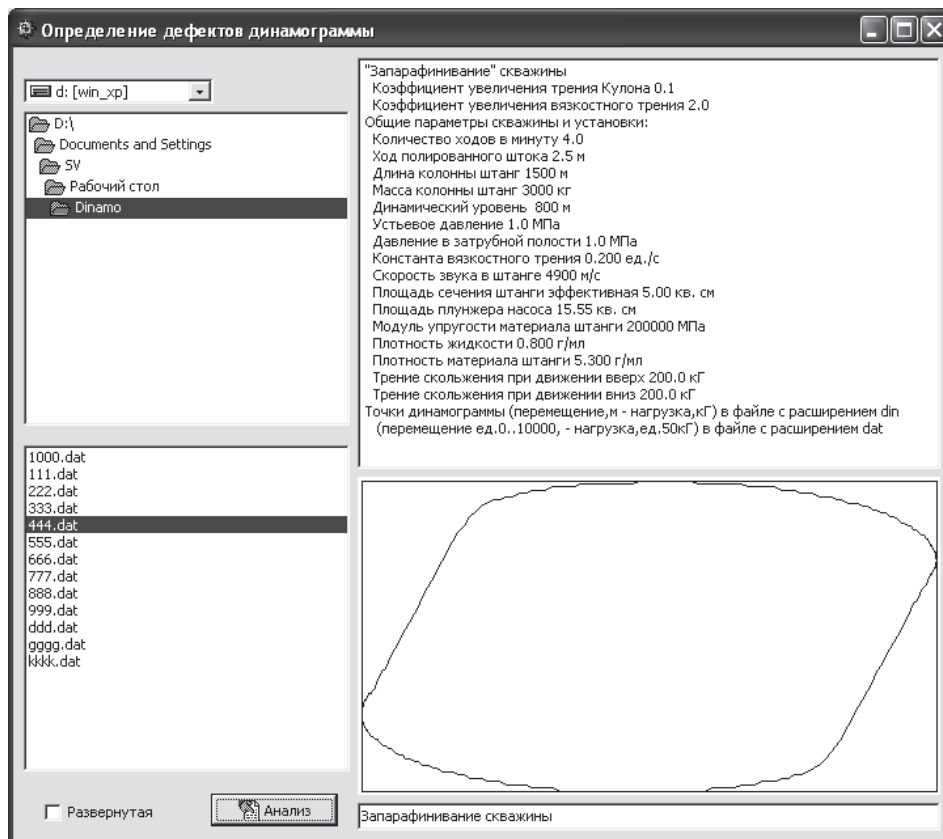 Определение дефектов динамограммы
d: [win_xp]
D:\
Documents and Settings
SV
Рабочий стол
Dinamo
1000.dat
111.dat
222.dat
333.dat
444.dat
555.dat
666.dat
777.dat
888.dat
999.dat
ddd.dat
gggg.dat
kkkk.dat
Развернутая
Анализ
"Запарафинивание" скважины
Коэффициент увеличения трения Кулона 0.1
Коэффициент увеличения вязкостного трения 2.0
Общие параметры скважины и установки:
Количество ходов в минуту 4.0
Ход полированного штока 2.5 м
Длина колонны штанг 1500 м
Масса колонны штанг 3000 кг
Динамический уровень 800 м
Устьевое давление 1.0 МПа
Давление в затрубной полости 1.0 МПа
Константа вязкостного трения 0.200 ед./с
Скорость звука в штанге 4900 м/с
Площадь сечения штанги эффективная 5.00 кв. см
Площадь плунжера насоса 15.55 кв. см
Модуль упругости материала штанги 200000 МПа
Плотность жидкости 0.800 г/мл
Плотность материала штанги 5.300 г/мл
Трение скольжения при движении вверх 200.0 кГ
Трение скольжения при движении вниз 200.0 кГ
Точки динамограммы (перемещение,м - нагрузка,кГ) в файле с расширением din
(перемещение ед.0..10000, - нагрузка,ед.50кГ) в файле с расширением dat
Запарафинивание скважины